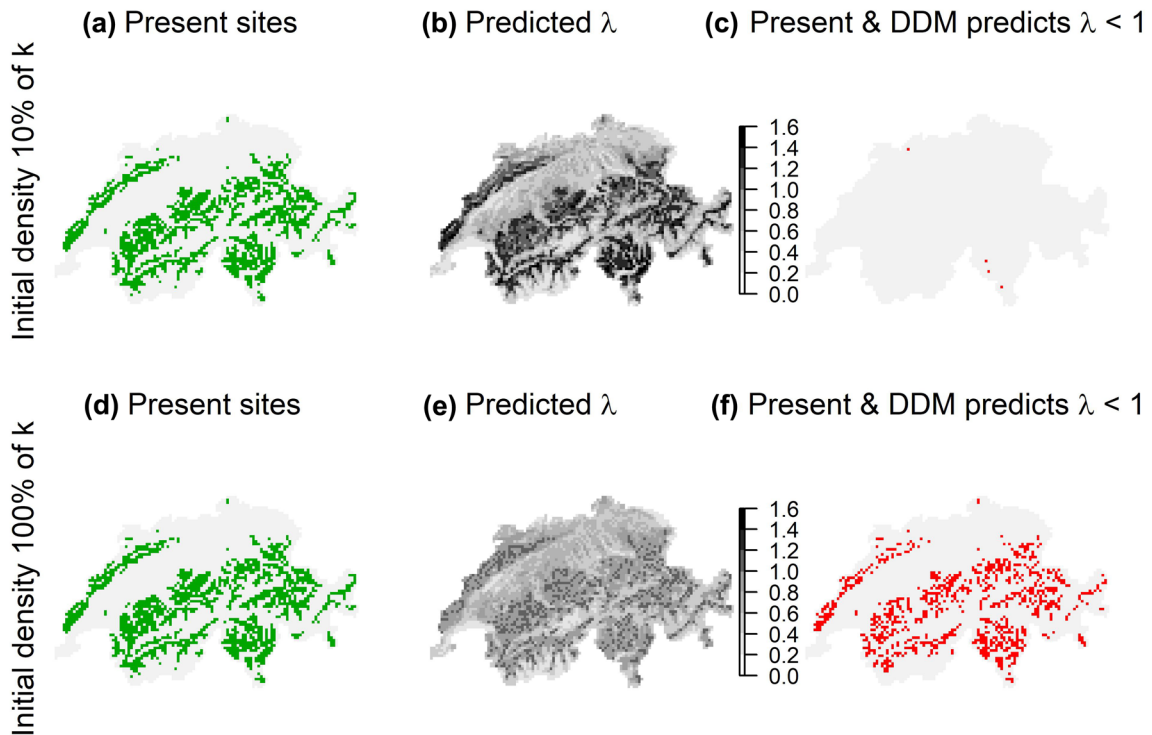 (a) Present sites
(b) Predicted λ
(c) Present & DDM predicts λ < 1
Initial density 10% of k
1.6
1.4
1.2
1.0
0.8
0.6
0.4
0.2
0.0
(d) Present sites
(e) Predicted λ
(f) Present & DDM predicts λ < 1
Initial density 100% of k
1.6
1.4
1.2
1.0
0.8
0.6
0.4
0.2
0.0